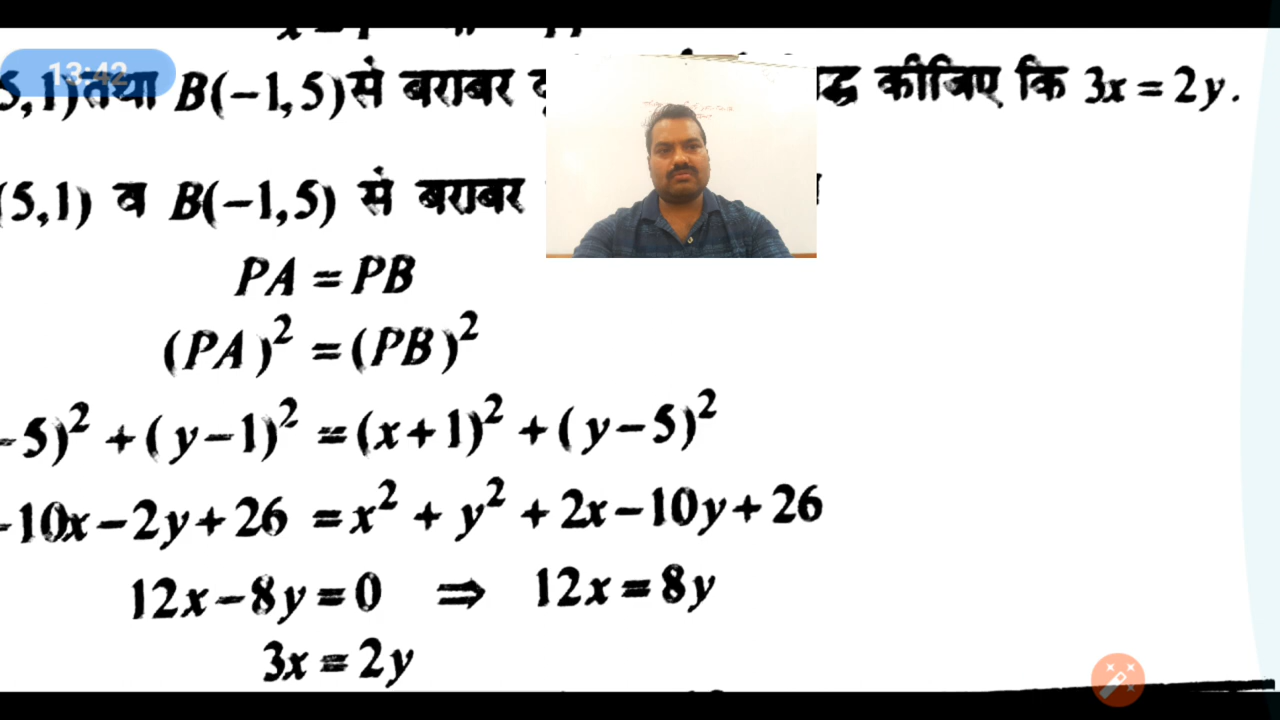 13:42
5,1) तथा B(−1,5) से बराबर कीजिए कि 3x = 2y.
(5,1) व B(−1,5) से बराबर
PA = PB
(PA)² = (PB)²
-5)² + (y−1)² = (x+1)² + (y−5)²
-10x−2y+26 = x² + y² + 2x−10y+26
12x−8y=0 ⇒ 12x=8y
3x = 2y